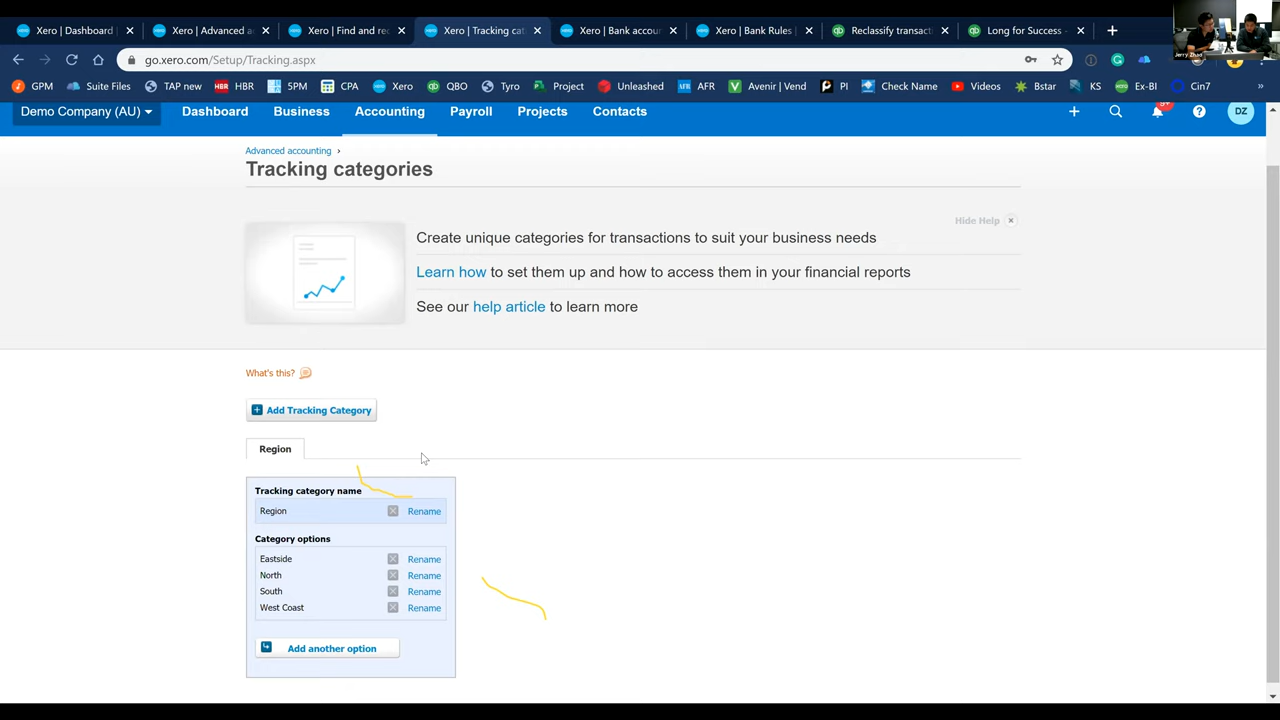 Xero | Dashboard
Xero | Advanced a
Xero | Find and re
Xero | Tracking cat
Xero | Bank accou
Xero | Bank Rules |
Reclassify transact
Long for Success -
Jerry Zhao
go.xero.com/Setup/Tracking.aspx
GPM
Suite Files
TAP new
HBR
HBR
5PM
CPA
Xero
qb
QBO
Tyro
Project
Unleashed
AFR
AFR
Avenir | Vend
PI
Check Name
Videos
Bstar
KS
Ex-BI
Cin7
»
Demo Company (AU)
Dashboard
Business
Accounting
Payroll
Projects
Contacts
9+
DZ
Advanced accounting ›
Tracking categories
Hide Help
Create unique categories for transactions to suit your business needs
Learn how to set them up and how to access them in your financial reports
See our help article to learn more
What's this?
Add Tracking Category
Region
Tracking category name
Region Rename
Category options
Eastside Rename
North Rename
South Rename
West Coast Rename
Add another option